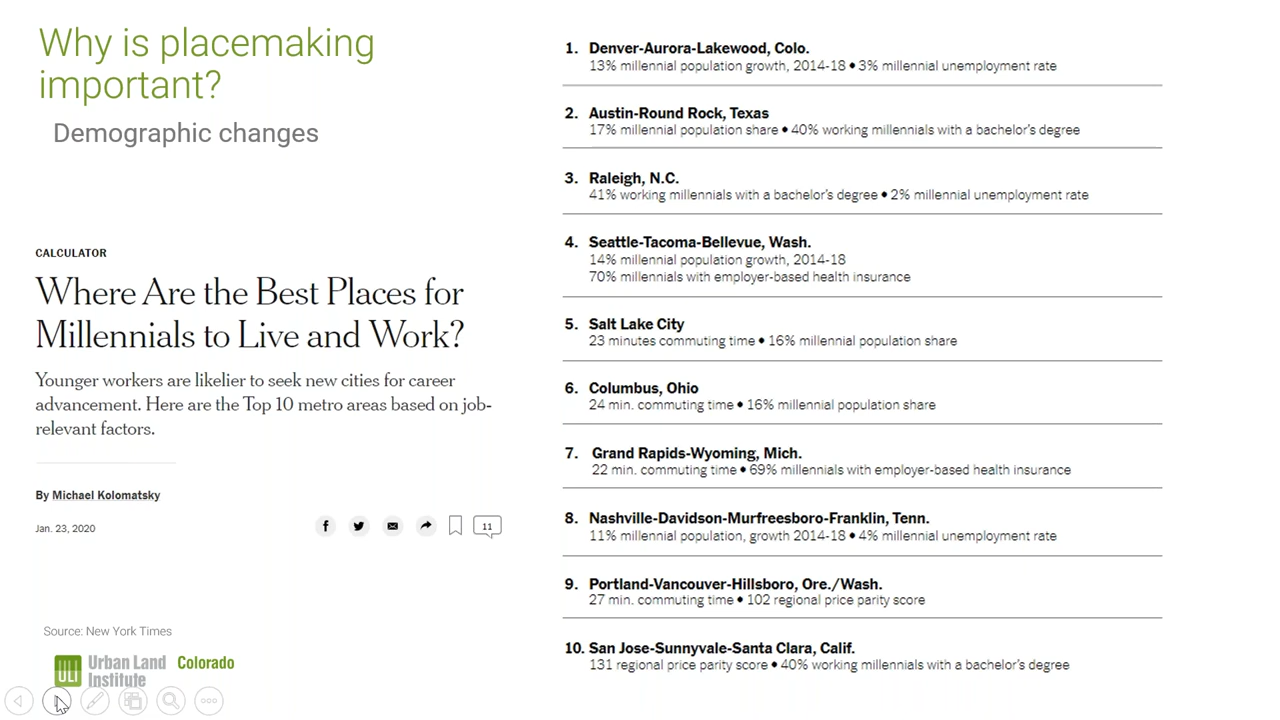 Why is placemaking
important?
Demographic changes
CALCULATOR
Where Are the Best Places for
Millennials to Live and Work?
Younger workers are likelier to seek new cities for career
advancement. Here are the Top 10 metro areas based on job-
relevant factors.
By Michael Kolomatsky
Jan. 23, 2020
11
Source: New York Times
ULI
Urban Land
Institute
Colorado
1. Denver-Aurora-Lakewood, Colo.
13% millennial population growth, 2014-18 • 3% millennial unemployment rate
2. Austin-Round Rock, Texas
17% millennial population share • 40% working millennials with a bachelor's degree
3. Raleigh, N.C.
41% working millennials with a bachelor's degree • 2% millennial unemployment rate
4. Seattle-Tacoma-Bellevue, Wash.
14% millennial population growth, 2014-18
70% millennials with employer-based health insurance
5. Salt Lake City
23 minutes commuting time • 16% millennial population share
6. Columbus, Ohio
24 min. commuting time • 16% millennial population share
7. Grand Rapids-Wyoming, Mich.
22 min. commuting time • 69% millennials with employer-based health insurance
8. Nashville-Davidson-Murfreesboro-Franklin, Tenn.
11% millennial population, growth 2014-18 • 4% millennial unemployment rate
9. Portland-Vancouver-Hillsboro, Ore./Wash.
27 min. commuting time • 102 regional price parity score
10. San Jose-Sunnyvale-Santa Clara, Calif.
131 regional price parity score • 40% working millennials with a bachelor's degree